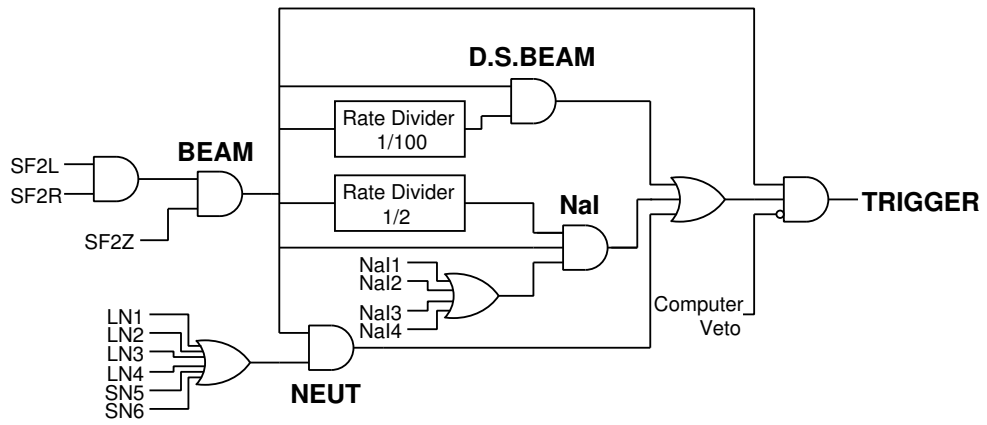 D.S.BEAM
Rate Divider
1/100
BEAM
SF2L
SF2R
SF2Z
Rate Divider
1/2
NaI
TRIGGER
NaI1
NaI2
NaI3
NaI4
Computer
Veto
LN1
LN2
LN3
LN4
SN5
SN6
NEUT